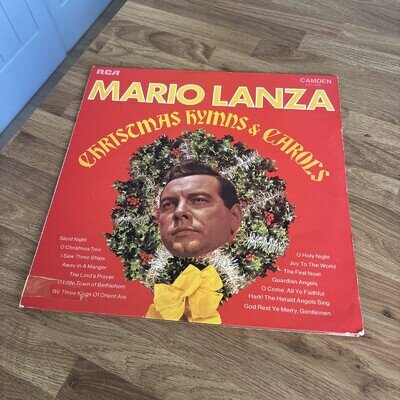 RCA
CAMDEN
MARIO LANZA
CHRISTMAS HYMNS & CAROLS
Silent Night
O Christmas Tree
I Saw Three Ships
Away In A Manger
The Lord's Prayer
O Little Town of Bethlehem
We Three Kings Of Orient Are
O Holy Night
Joy To The World
The First Noel
Guardian Angels
O Come, All Ye Faithful
Hark! The Herald Angels Sing
God Rest Ye Merry, Gentlemen